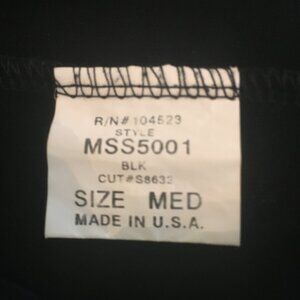 R/N# 104523
STYLE
MSS5001
BLK
CUT#S8632
SIZE MED
MADE IN U.S.A.